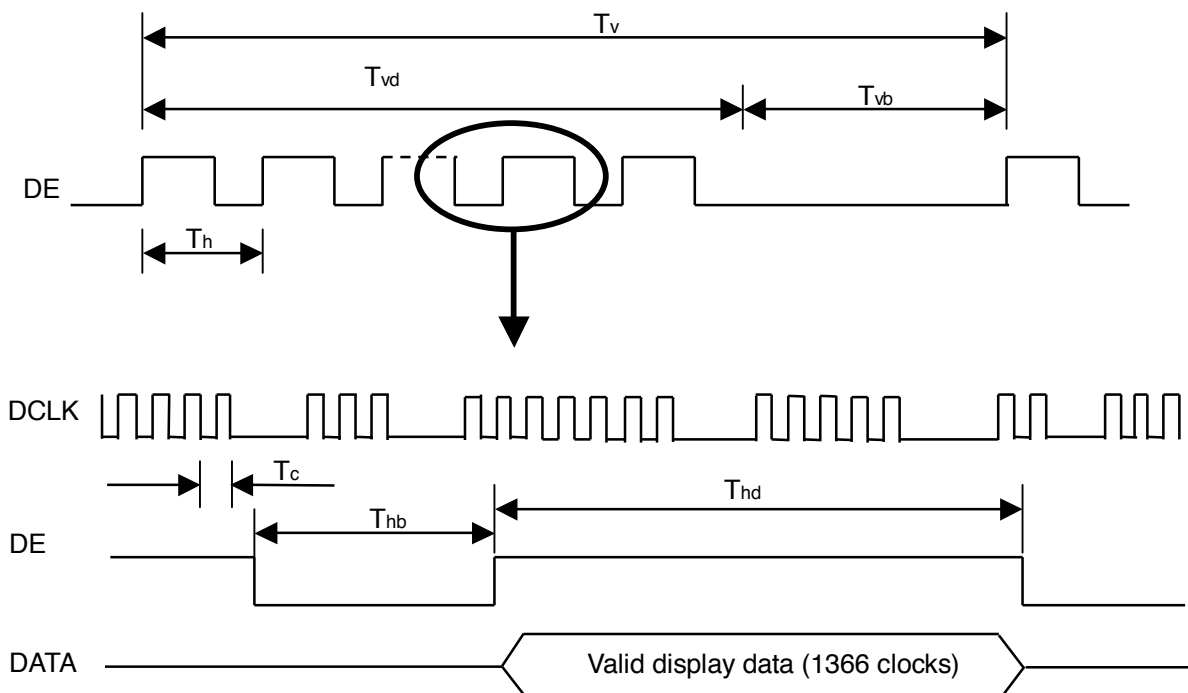 Tv
Tvd
Tvb
DE
Th
DCLK
Tc
Thd
Thb
DE
DATA
Valid display data (1366 clocks)